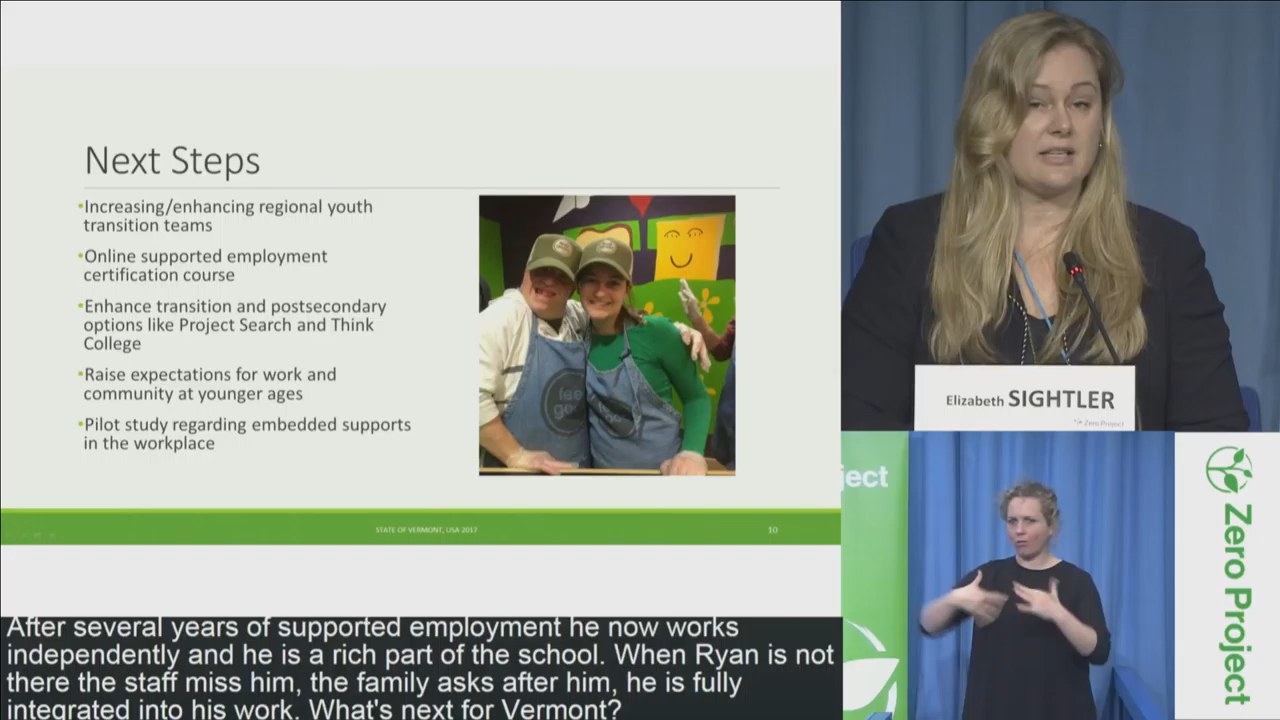 Next Steps
•Increasing/enhancing regional youth
transition teams
•Online supported employment
certification course
•Enhance transition and postsecondary
options like Project Search and Think
College
•Raise expectations for work and
community at younger ages
•Pilot study regarding embedded supports
in the workplace
feel
good
STATE OF VERMONT, USA 2017
10
Elizabeth SIGHTLER
Zero Project
ject
Zero Project
After several years of supported employment he now works
independently and he is a rich part of the school. When Ryan is not
there the staff miss him, the family asks after him, he is fully
integrated into his work. What's next for Vermont?